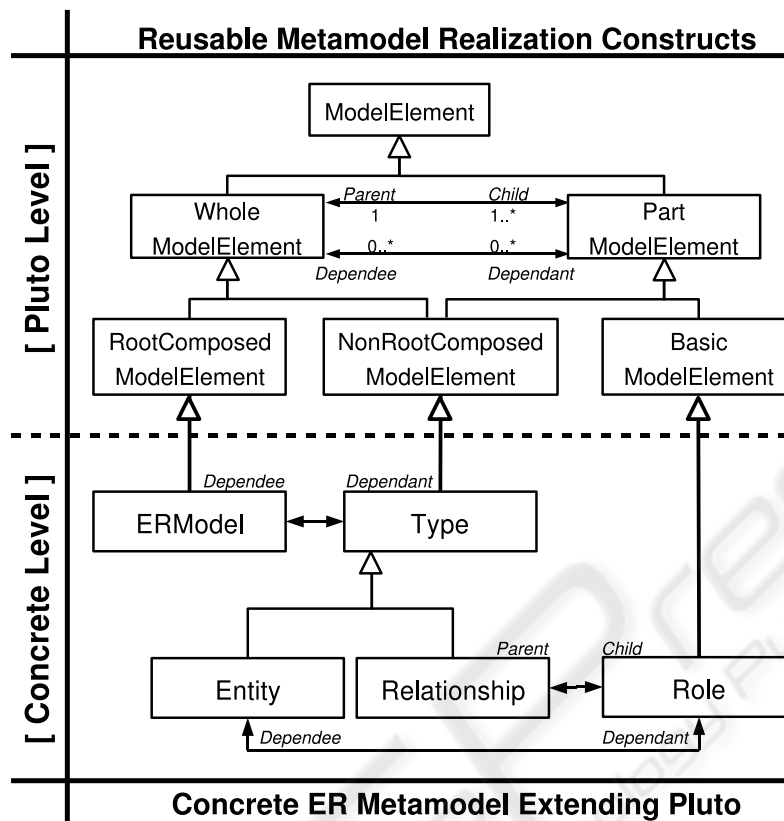 Reusable Metamodel Realization Constructs
[ Pluto Level ]
ModelElement
Whole
ModelElement
Parent
Child
1
1..*
0..*
0..*
Dependee
Dependant
Part
ModelElement
RootComposed
ModelElement
NonRootComposed
ModelElement
Basic
ModelElement
[ Concrete Level ]
Dependee
Dependant
ERModel
Type
Parent
Child
Entity
Relationship
Role
Dependee
Dependant
Concrete ER Metamodel Extending Pluto